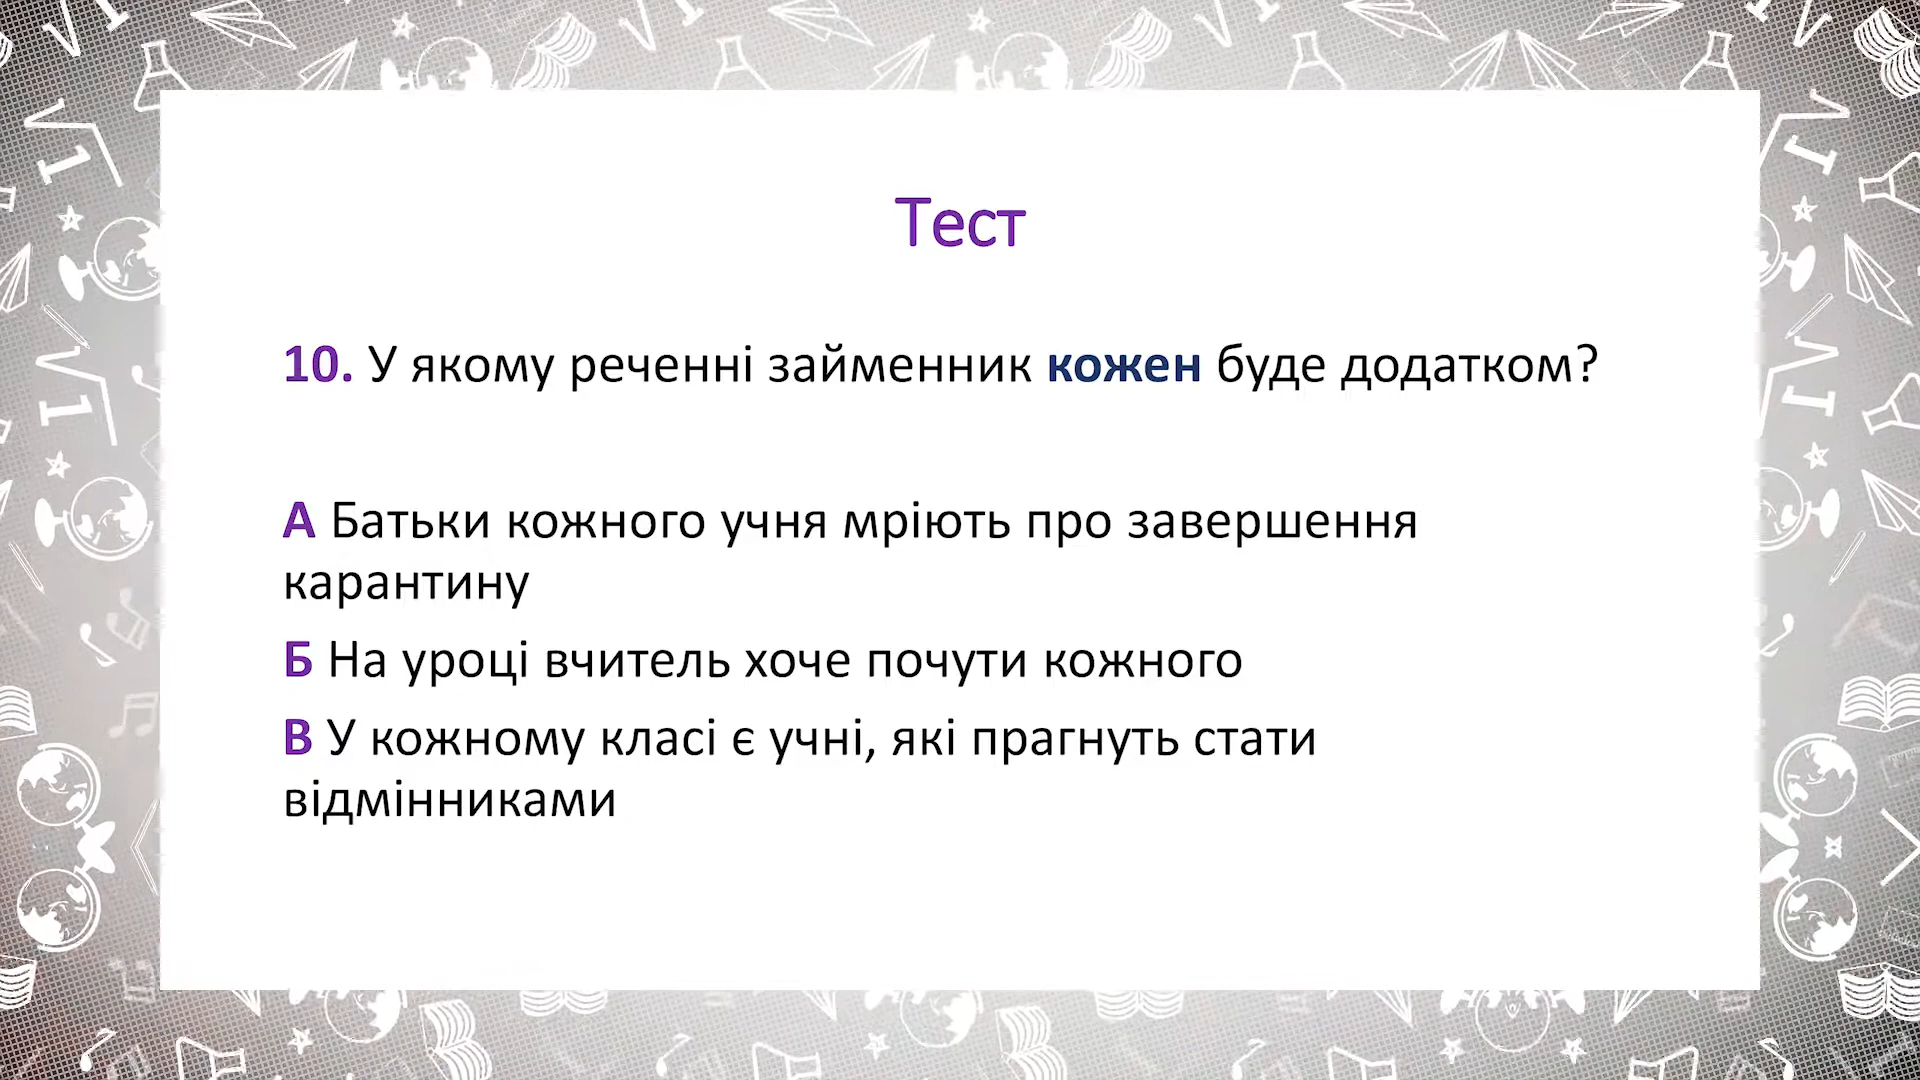 Тест
10. У якому реченні займенник кожен буде додатком?
А Батьки кожного учня мріють про завершення
карантину
Б На уроці вчитель хоче почути кожного
В У кожному класі є учні, які прагнуть стати
відмінниками